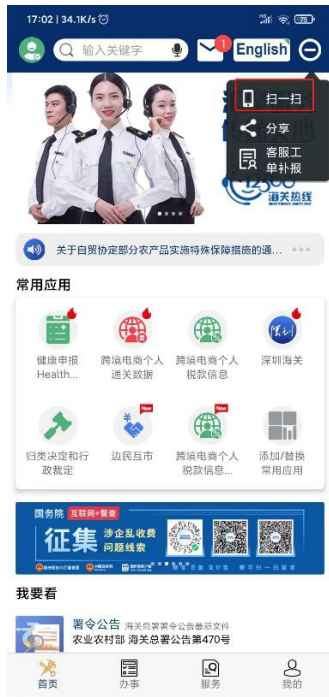 17:02 | 34.1K/s
78
输入关键字
1
English
扫一扫
分享
客服工
单补报
海关热线
关于自贸协定部分农产品实施特殊保障措施的通...
常用应用
健康申报
Health...
跨境电商个人
通关数据
跨境电商个人
税款信息
深圳海关
New
New
归类决定和行
政裁定
边民互市
跨境电商个人
税款信息...
添加/替换
常用应用
国务院 互联网+督查
征集
涉企乱收费
问题线索
我要看
署令公告 海关总署署令公告最新文件
农业农村部 海关总署公告第470号
首页
办事
服务
我的